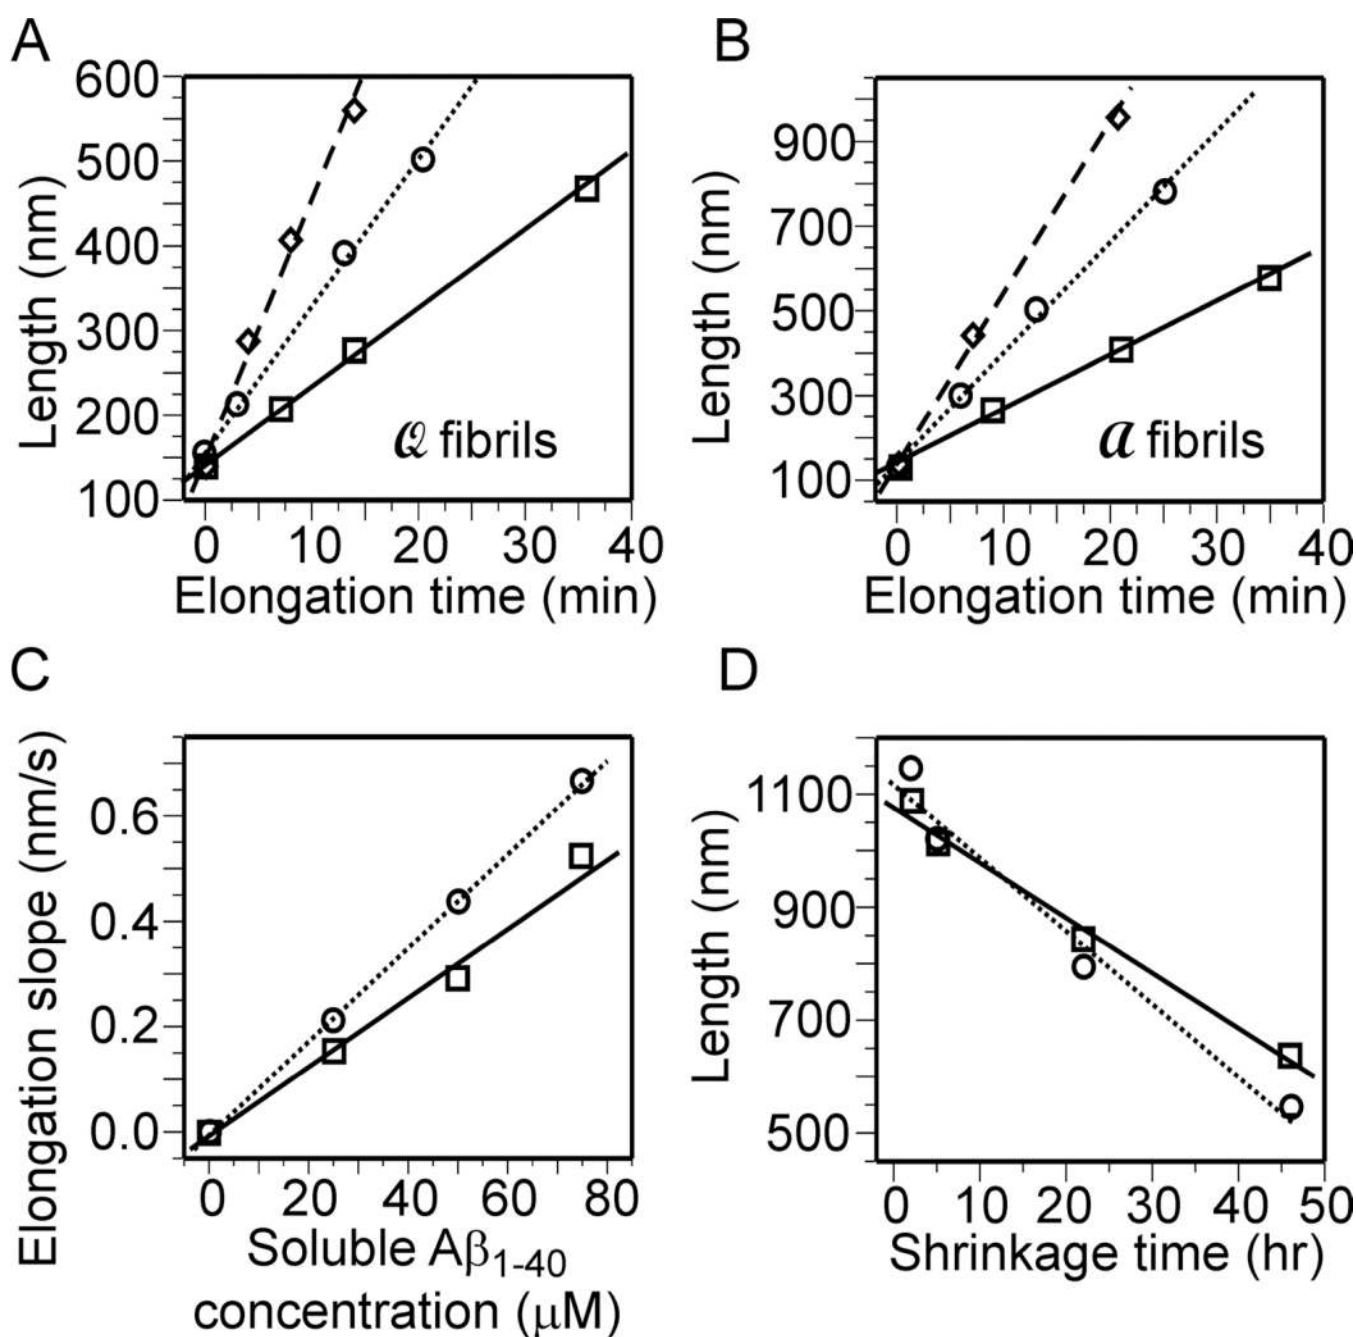 A
600
500
400
300
200
100
Length (nm)
𝒬 fibrils
0 10 20 30 40
Elongation time (min)
B
900
700
500
300
100
Length (nm)
𝒶 fibrils
0 10 20 30 40
Elongation time (min)
C
0.6
0.4
0.2
0.0
Elongation slope (nm/s)
0 20 40 60 80
Soluble Aβ1-40
concentration (μM)
D
1100
900
700
500
Length (nm)
0 10 20 30 40 50
Shrinkage time (hr)